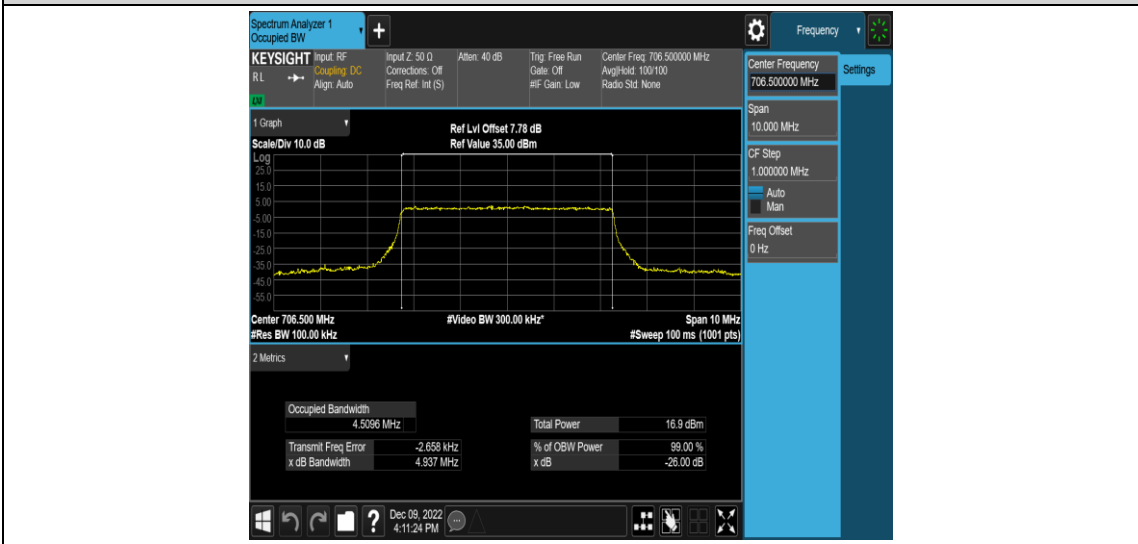 Spectrum Analyzer 1
Occupied BW
+
Frequency
KEYSIGHT
RL
LXI
Input: RF
Coupling: DC
Align: Auto
Input Z: 50 Ω
Corrections: Off
Freq Ref: Int (S)
Atten: 40 dB
Trig: Free Run
Gate: Off
#IF Gain: Low
Center Freq: 706.500000 MHz
Avg|Hold: 100/100
Radio Std: None
Center Frequency
706.500000 MHz
Settings
Span
10.000 MHz
CF Step
1.000000 MHz
Auto
Man
Freq Offset
0 Hz
1 Graph
Scale/Div 10.0 dB
Ref Lvl Offset 7.78 dB
Ref Value 35.00 dBm
Log
25.0
15.0
5.00
-5.00
-15.0
-25.0
-35.0
-45.0
-55.0
Center 706.500 MHz
#Video BW 300.00 kHz*
Span 10 MHz
#Res BW 100.00 kHz
#Sweep 100 ms (1001 pts)
2 Metrics
Occupied Bandwidth
4.5096 MHz
Total Power 16.9 dBm
Transmit Freq Error -2.658 kHz
% of OBW Power 99.00 %
x dB Bandwidth 4.937 MHz
x dB -26.00 dB
?
Dec 09, 2022
4:11:24 PM